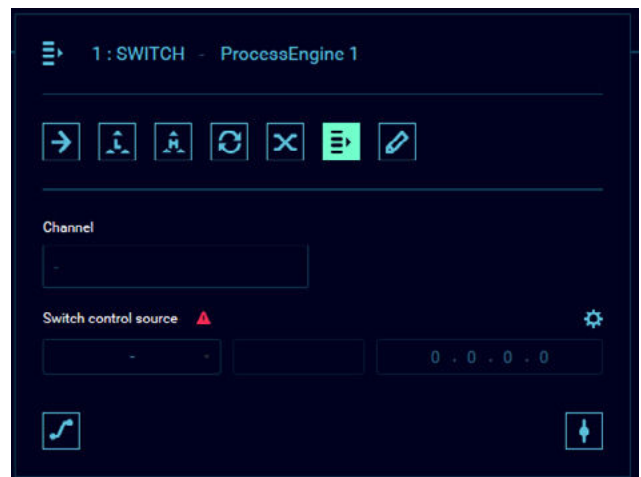 1 : SWITCH - ProcessEngine 1
L
H
Channel
-
Switch control source
-
0 . 0 . 0 . 0